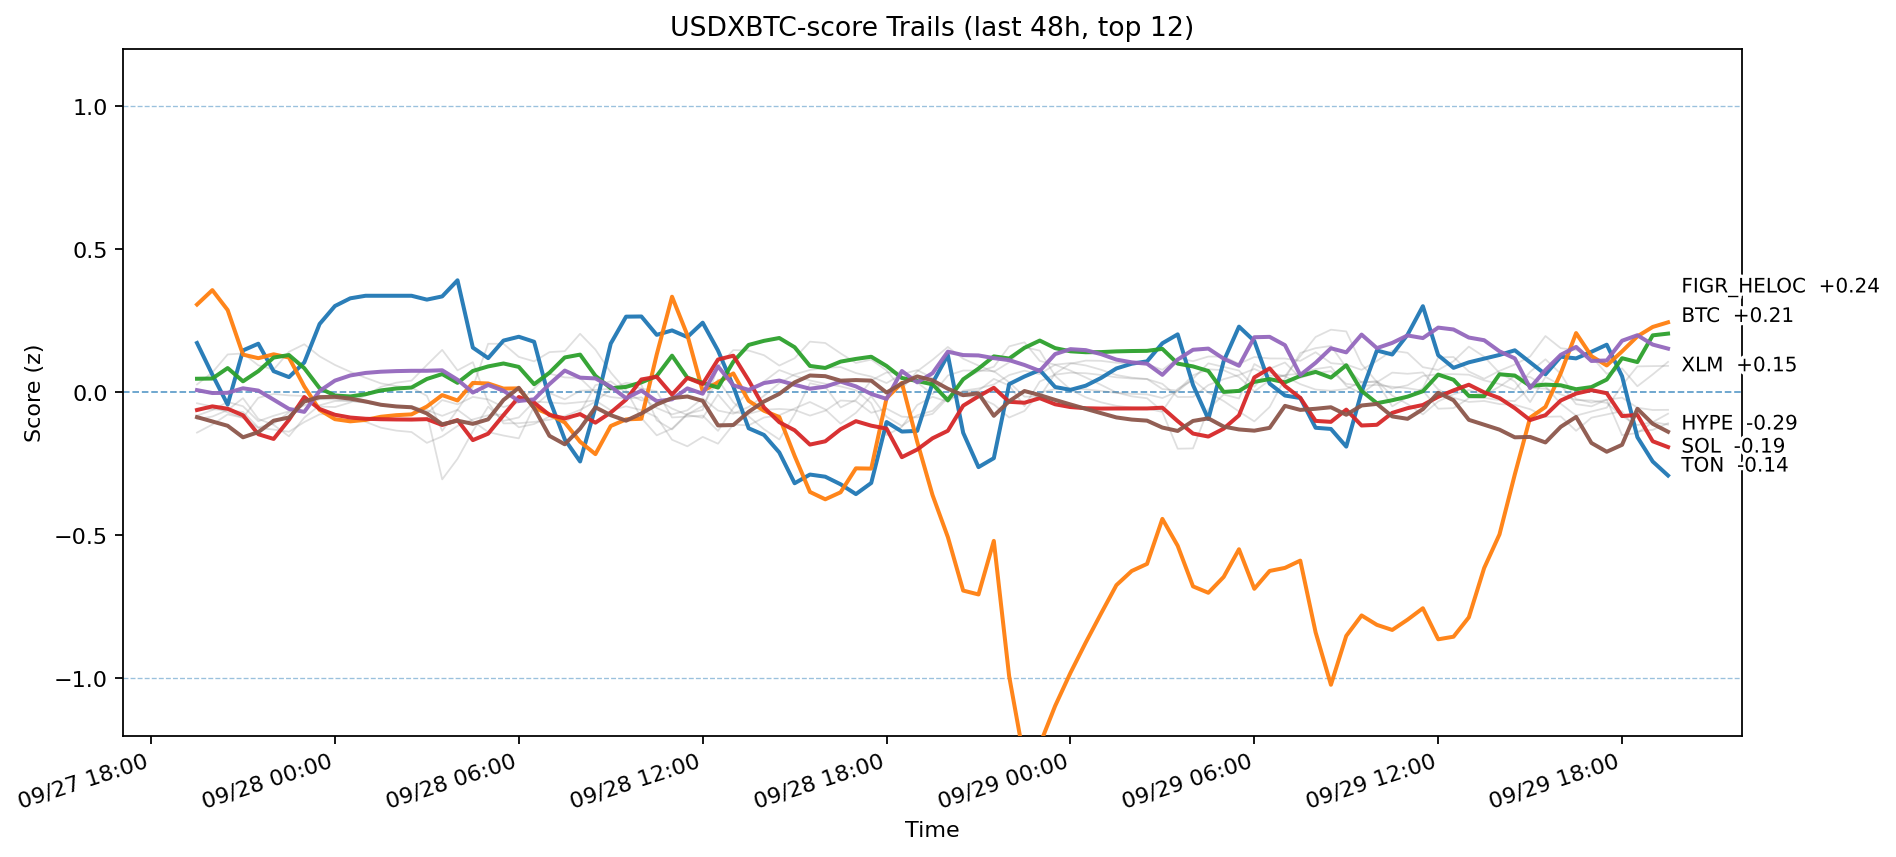 USDXBTC-score Trails (last 48h, top 12)
Score (z)
1.0
0.5
0.0
−0.5
−1.0
FIGR_HELOC +0.24
BTC +0.21
XLM +0.15
HYPE -0.29
SOL -0.19
TON -0.14
09/27 18:00
09/28 00:00
09/28 06:00
09/28 12:00
09/28 18:00
09/29 00:00
09/29 06:00
09/29 12:00
09/29 18:00
Time